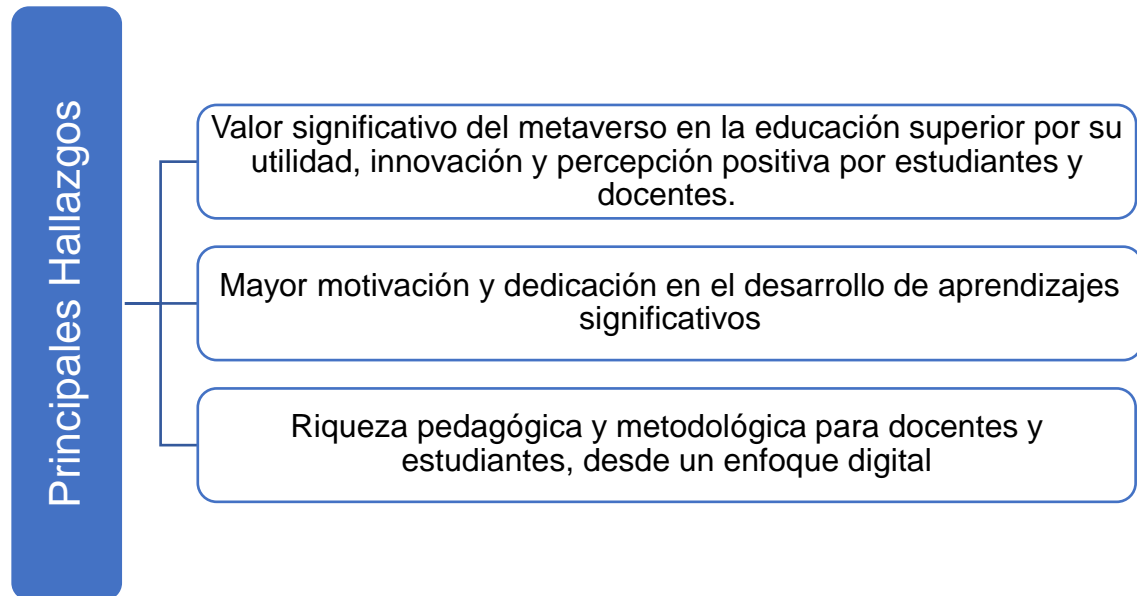 Principales Hallazgos
Valor significativo del metaverso en la educación superior por su
utilidad, innovación y percepción positiva por estudiantes y
docentes.
Mayor motivación y dedicación en el desarrollo de aprendizajes
significativos
Riqueza pedagógica y metodológica para docentes y
estudiantes, desde un enfoque digital